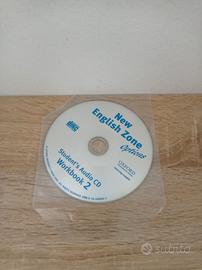 New
English Zone
Options
Student's Audio CD
Workbook 2
OXFORD
subito